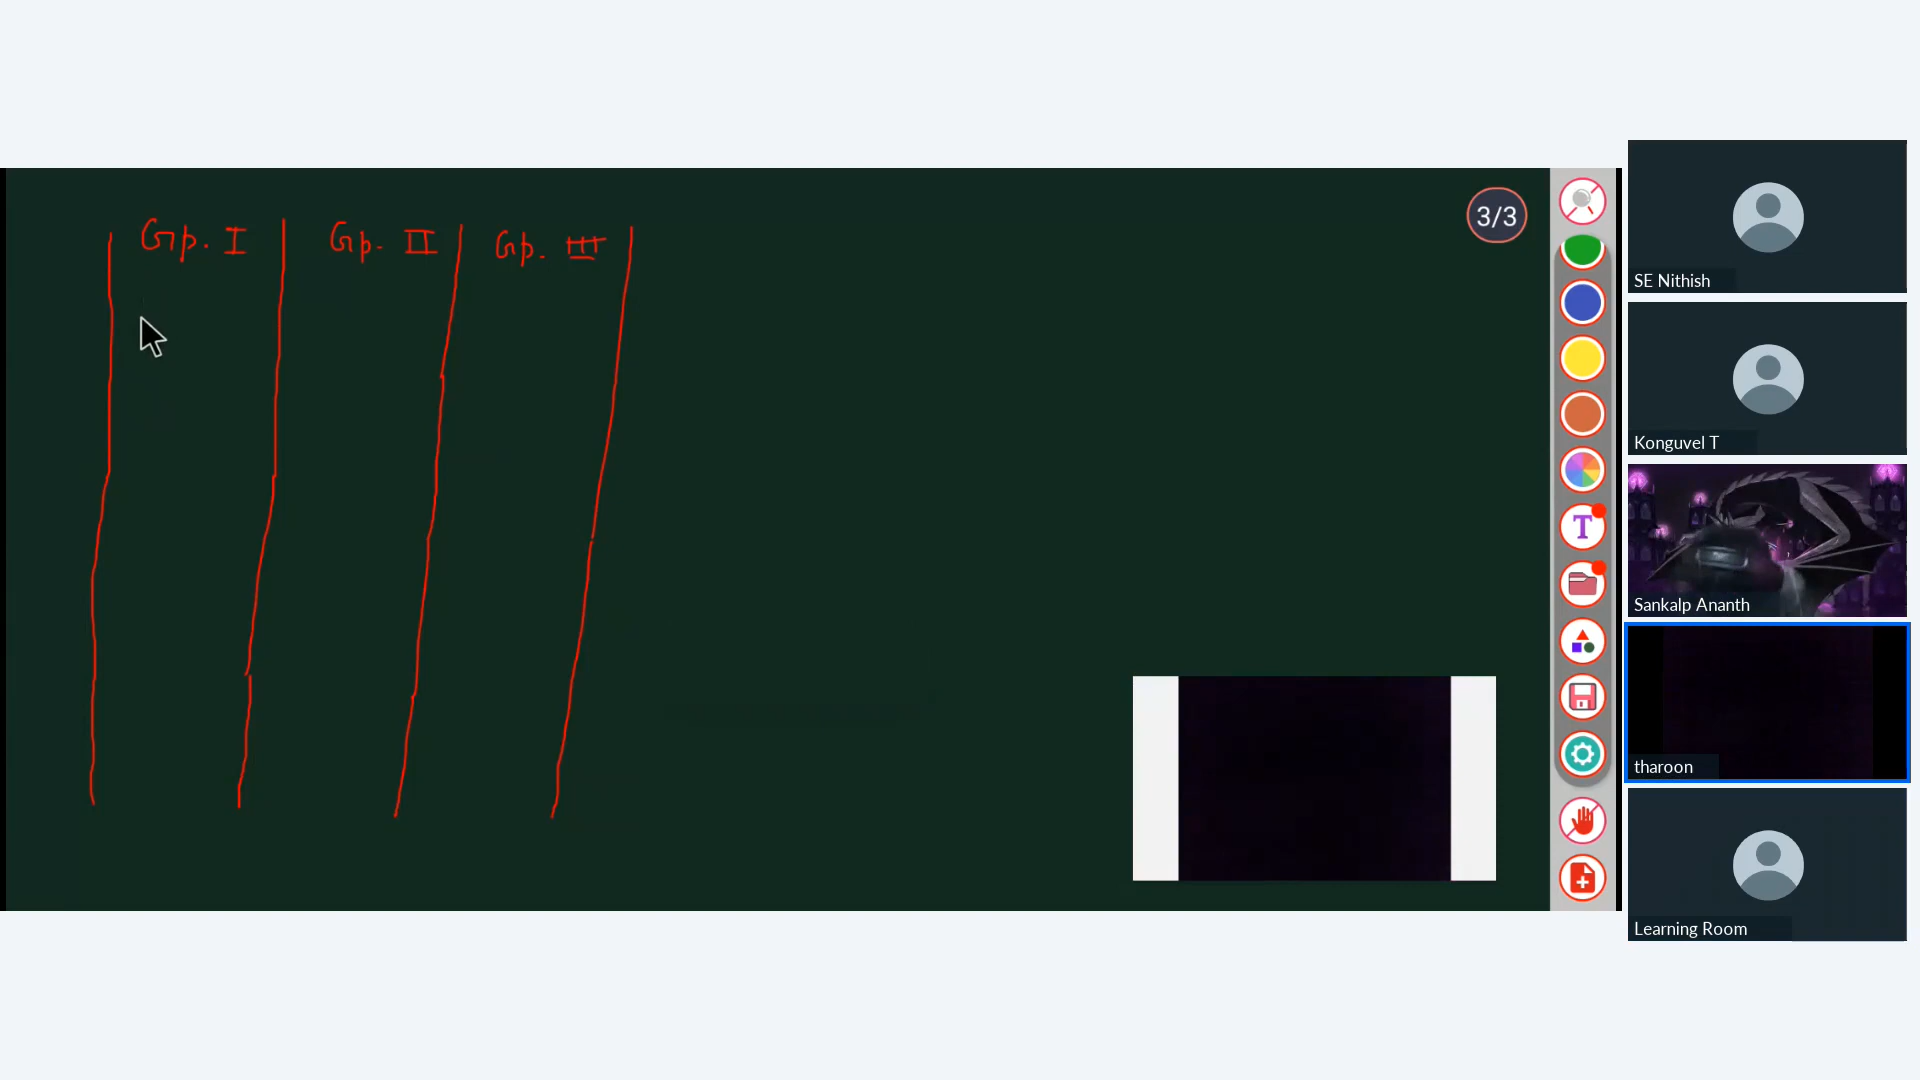 Gp. I Gp. II Gp. III
3/3
T
SE Nithish
Konguvel T
Sankalp Ananth
tharoon
Learning Room